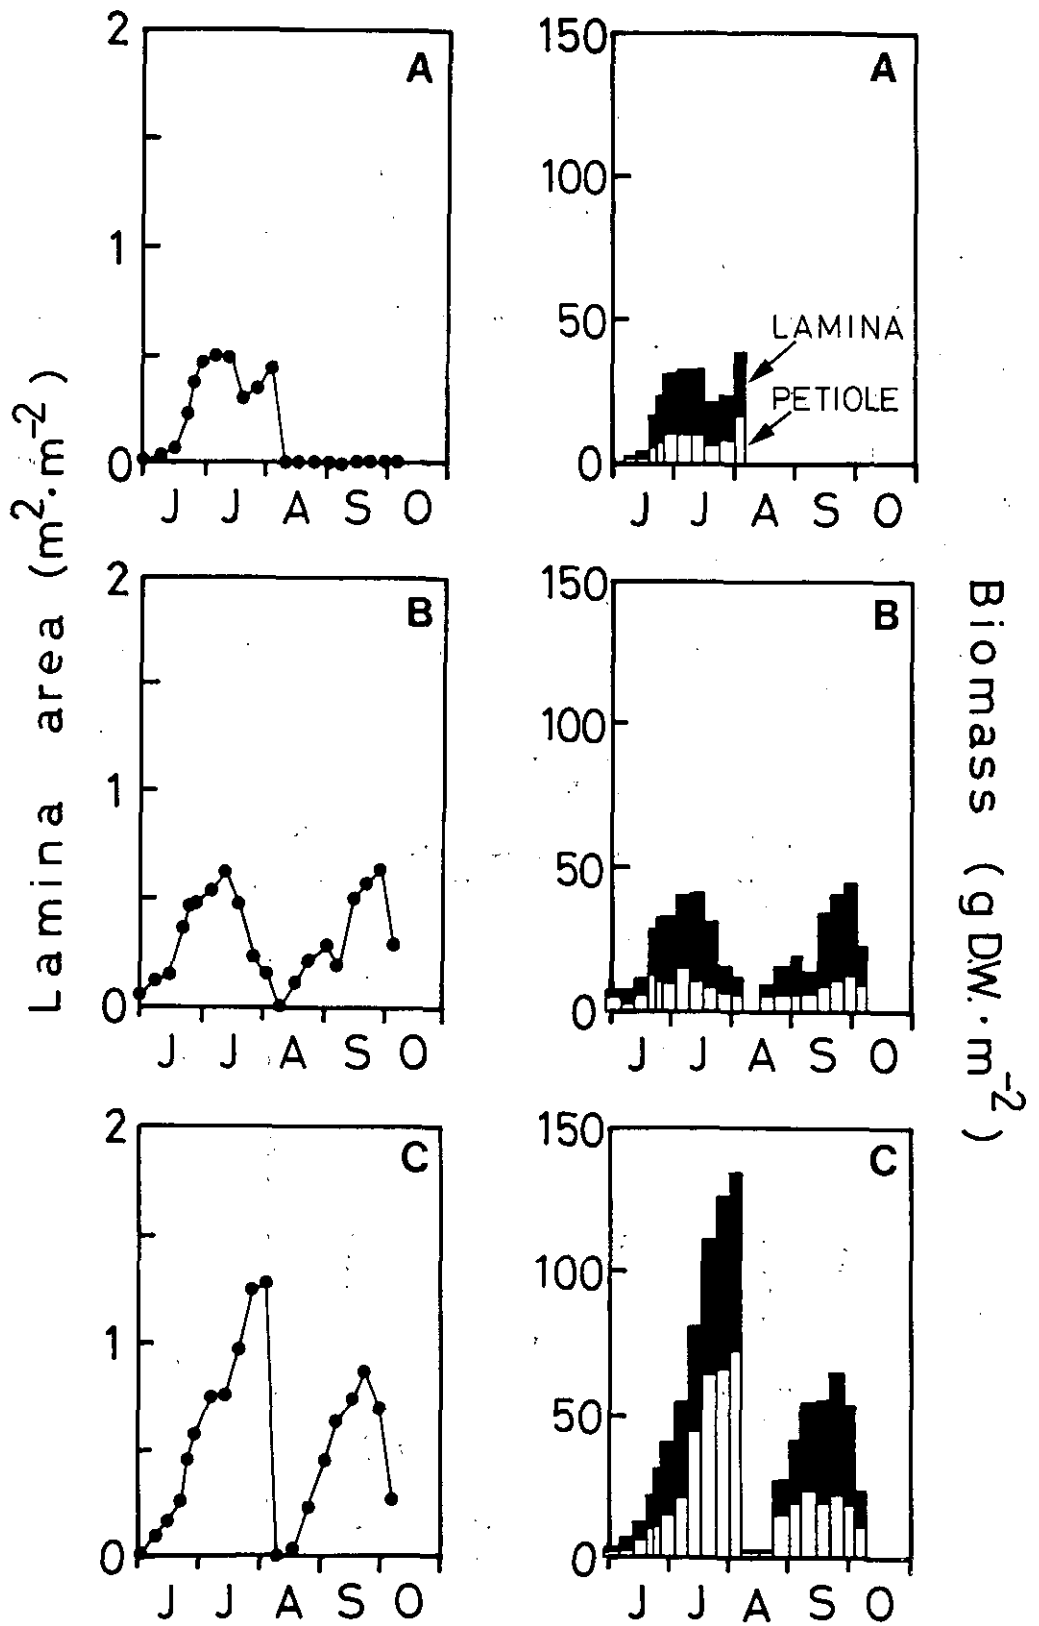 Lamina area (m²·m⁻²)
Biomass (gDW.·m⁻²)
2
1
0
A
J J A S O
150
100
50
0
A
LAMINA
PETIOLE
J J A S O
2
1
0
B
J J A S O
150
100
50
0
B
J J A S O
2
1
0
C
J J A S O
150
100
50
0
C
J J A S O